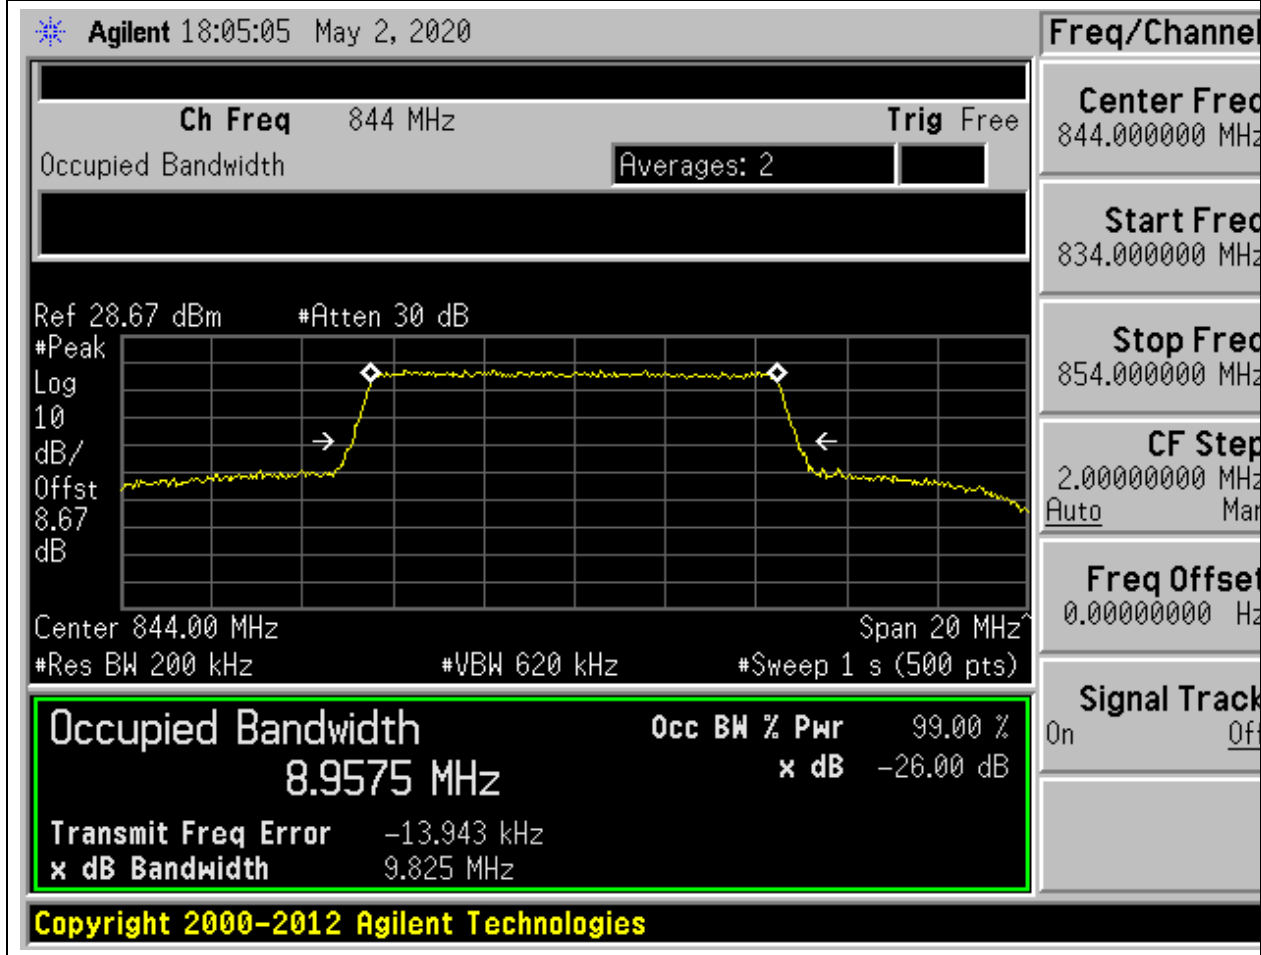 Agilent 18:05:05 May 2, 2020
Freq/Channel
Ch Freq 844 MHz Trig Free
Occupied Bandwidth Averages: 2
Center Freq
844.000000 MHz
Start Freq
834.000000 MHz
Stop Freq
854.000000 MHz
CF Step
2.00000000 MHz
Auto Man
Freq Offset
0.00000000 Hz
Signal Track
On Off
Ref 28.67 dBm #Atten 30 dB
#Peak
Log
10
dB/
Offst
8.67
dB
Center 844.00 MHz Span 20 MHz^
#Res BW 200 kHz #VBW 620 kHz #Sweep 1 s (500 pts)
Occupied Bandwidth Occ BW % Pwr 99.00 %
8.9575 MHz x dB -26.00 dB
Transmit Freq Error -13.943 kHz
x dB Bandwidth 9.825 MHz
Copyright 2000-2012 Agilent Technologies